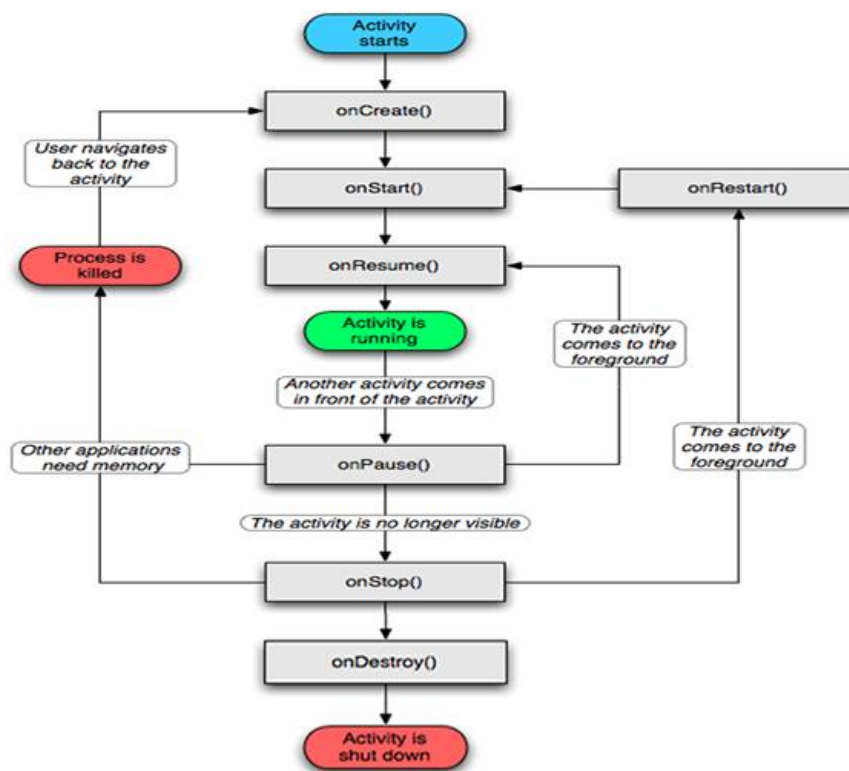 Activity
starts
onCreate()
User navigates
back to the
activity
onStart()
onRestart()
Process is
killed
onResume()
Activity is
running
The activity
comes to the
foreground
Another activity comes
in front of the activity
Other applications
need memory
onPause()
The activity
comes to the
foreground
The activity is no longer visible
onStop()
onDestroy()
Activity is
shut down